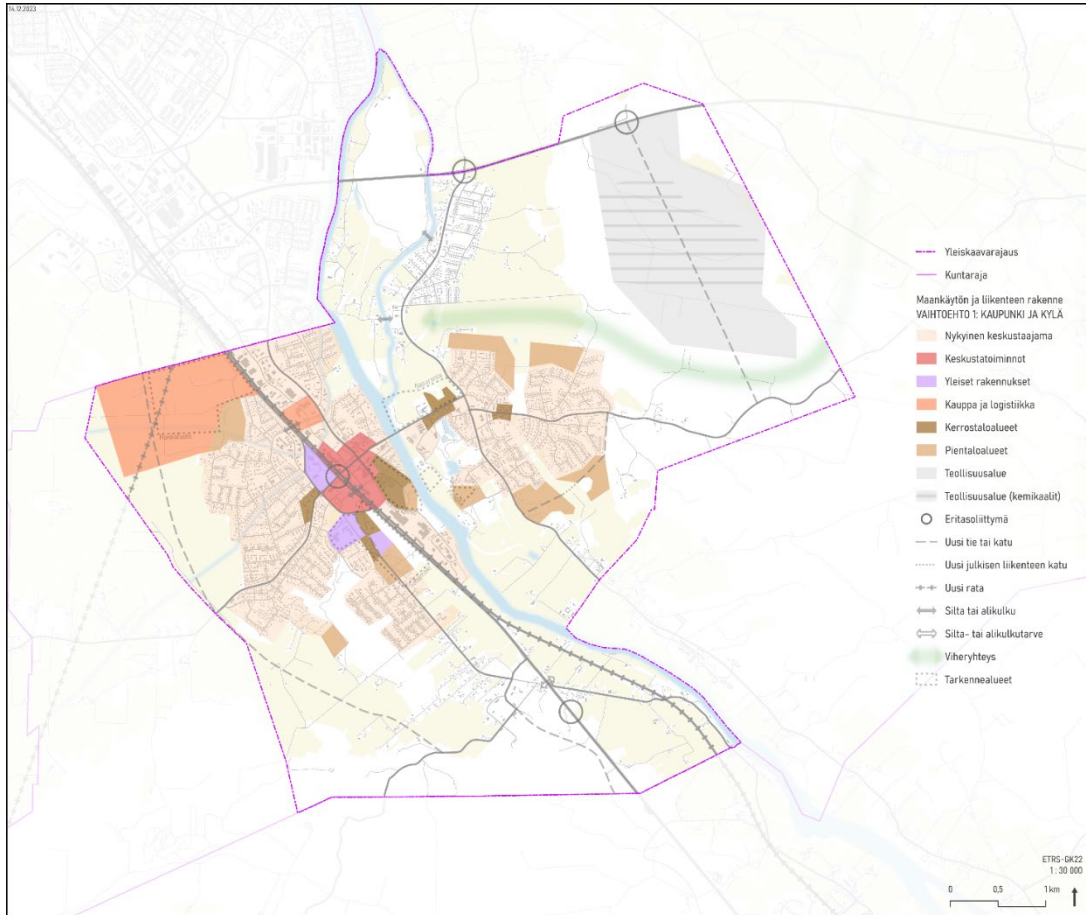 14.12.2023
Yleiskaavarajaus
Kuntaraja
Maankäytön ja liikenteen rakenne
VAIHTOEHTO 1: KAUPUNKI JA KYLÄ
Nykyinen keskustaajama
Keskustatoiminnot
Yleiset rakennukset
Kauppa ja logistiikka
Kerrostaloalueet
Pientaloalueet
Teollisuusalue
Teollisuusalue (kemikaalit)
Eritasoliittymä
Uusi tie tai katu
Uusi julkisen liikenteen katu
Uusi rata
Silta tai alikulku
Silta- tai alikulkutarve
Viheryhteys
Tarkennealueet
ETRS-GK22
1:30 000
0 0,5 1 km